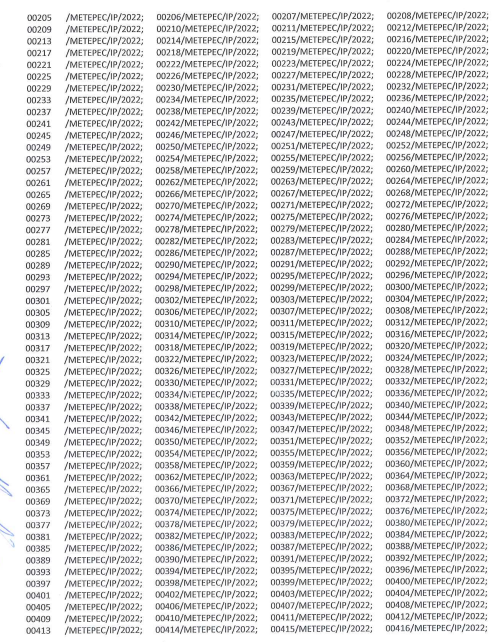 00205 /METEPEC/IP/2022; 00206/METEPEC/IP/2022; 00207/METEPEC/IP/2022; 00208/METEPEC/IP/2022;
00209 /METEPEC/IP/2022; 00210/METEPEC/IP/2022; 00211/METEPEC/IP/2022; 00212/METEPEC/IP/2022;
00213 /METEPEC/IP/2022; 00214/METEPEC/IP/2022; 00215/METEPEC/IP/2022; 00216/METEPEC/IP/2022;
00217 /METEPEC/IP/2022; 00218/METEPEC/IP/2022; 00219/METEPEC/IP/2022; 00220/METEPEC/IP/2022;
00221 /METEPEC/IP/2022; 00222/METEPEC/IP/2022; 00223/METEPEC/IP/2022; 00224/METEPEC/IP/2022;
00225 /METEPEC/IP/2022; 00226/METEPEC/IP/2022; 00227/METEPEC/IP/2022; 00228/METEPEC/IP/2022;
00229 /METEPEC/IP/2022; 00230/METEPEC/IP/2022; 00231/METEPEC/IP/2022; 00232/METEPEC/IP/2022;
00233 /METEPEC/IP/2022; 00234/METEPEC/IP/2022; 00235/METEPEC/IP/2022; 00236/METEPEC/IP/2022;
00237 /METEPEC/IP/2022; 00238/METEPEC/IP/2022; 00239/METEPEC/IP/2022; 00240/METEPEC/IP/2022;
00241 /METEPEC/IP/2022; 00242/METEPEC/IP/2022; 00243/METEPEC/IP/2022; 00244/METEPEC/IP/2022;
00245 /METEPEC/IP/2022; 00246/METEPEC/IP/2022; 00247/METEPEC/IP/2022; 00248/METEPEC/IP/2022;
00249 /METEPEC/IP/2022; 00250/METEPEC/IP/2022; 00251/METEPEC/IP/2022; 00252/METEPEC/IP/2022;
00253 /METEPEC/IP/2022; 00254/METEPEC/IP/2022; 00255/METEPEC/IP/2022; 00256/METEPEC/IP/2022;
00257 /METEPEC/IP/2022; 00258/METEPEC/IP/2022; 00259/METEPEC/IP/2022; 00260/METEPEC/IP/2022;
00261 /METEPEC/IP/2022; 00262/METEPEC/IP/2022; 00263/METEPEC/IP/2022; 00264/METEPEC/IP/2022;
00265 /METEPEC/IP/2022; 00266/METEPEC/IP/2022; 00267/METEPEC/IP/2022; 00268/METEPEC/IP/2022;
00269 /METEPEC/IP/2022; 00270/METEPEC/IP/2022; 00271/METEPEC/IP/2022; 00272/METEPEC/IP/2022;
00273 /METEPEC/IP/2022; 00274/METEPEC/IP/2022; 00275/METEPEC/IP/2022; 00276/METEPEC/IP/2022;
00277 /METEPEC/IP/2022; 00278/METEPEC/IP/2022; 00279/METEPEC/IP/2022; 00280/METEPEC/IP/2022;
00281 /METEPEC/IP/2022; 00282/METEPEC/IP/2022; 00283/METEPEC/IP/2022; 00284/METEPEC/IP/2022;
00285 /METEPEC/IP/2022; 00286/METEPEC/IP/2022; 00287/METEPEC/IP/2022; 00288/METEPEC/IP/2022;
00289 /METEPEC/IP/2022; 00290/METEPEC/IP/2022; 00291/METEPEC/IP/2022; 00292/METEPEC/IP/2022;
00293 /METEPEC/IP/2022; 00294/METEPEC/IP/2022; 00295/METEPEC/IP/2022; 00296/METEPEC/IP/2022;
00297 /METEPEC/IP/2022; 00298/METEPEC/IP/2022; 00299/METEPEC/IP/2022; 00300/METEPEC/IP/2022;
00301 /METEPEC/IP/2022; 00302/METEPEC/IP/2022; 00303/METEPEC/IP/2022; 00304/METEPEC/IP/2022;
00305 /METEPEC/IP/2022; 00306/METEPEC/IP/2022; 00307/METEPEC/IP/2022; 00308/METEPEC/IP/2022;
00309 /METEPEC/IP/2022; 00310/METEPEC/IP/2022; 00311/METEPEC/IP/2022; 00312/METEPEC/IP/2022;
00313 /METEPEC/IP/2022; 00314/METEPEC/IP/2022; 00315/METEPEC/IP/2022; 00316/METEPEC/IP/2022;
00317 /METEPEC/IP/2022; 00318/METEPEC/IP/2022; 00319/METEPEC/IP/2022; 00320/METEPEC/IP/2022;
00321 /METEPEC/IP/2022; 00322/METEPEC/IP/2022; 00323/METEPEC/IP/2022; 00324/METEPEC/IP/2022;
00325 /METEPEC/IP/2022; 00326/METEPEC/IP/2022; 00327/METEPEC/IP/2022; 00328/METEPEC/IP/2022;
00329 /METEPEC/IP/2022; 00330/METEPEC/IP/2022; 00331/METEPEC/IP/2022; 00332/METEPEC/IP/2022;
00333 /METEPEC/IP/2022; 00334/METEPEC/IP/2022; 00335/METEPEC/IP/2022; 00336/METEPEC/IP/2022;
00337 /METEPEC/IP/2022; 00338/METEPEC/IP/2022; 00339/METEPEC/IP/2022; 00340/METEPEC/IP/2022;
00341 /METEPEC/IP/2022; 00342/METEPEC/IP/2022; 00343/METEPEC/IP/2022; 00344/METEPEC/IP/2022;
00345 /METEPEC/IP/2022; 00346/METEPEC/IP/2022; 00347/METEPEC/IP/2022; 00348/METEPEC/IP/2022;
00349 /METEPEC/IP/2022; 00350/METEPEC/IP/2022; 00351/METEPEC/IP/2022; 00352/METEPEC/IP/2022;
00353 /METEPEC/IP/2022; 00354/METEPEC/IP/2022; 00355/METEPEC/IP/2022; 00356/METEPEC/IP/2022;
00357 /METEPEC/IP/2022; 00358/METEPEC/IP/2022; 00359/METEPEC/IP/2022; 00360/METEPEC/IP/2022;
00361 /METEPEC/IP/2022; 00362/METEPEC/IP/2022; 00363/METEPEC/IP/2022; 00364/METEPEC/IP/2022;
00365 /METEPEC/IP/2022; 00366/METEPEC/IP/2022; 00367/METEPEC/IP/2022; 00368/METEPEC/IP/2022;
00369 /METEPEC/IP/2022; 00370/METEPEC/IP/2022; 00371/METEPEC/IP/2022; 00372/METEPEC/IP/2022;
00373 /METEPEC/IP/2022; 00374/METEPEC/IP/2022; 00375/METEPEC/IP/2022; 00376/METEPEC/IP/2022;
00377 /METEPEC/IP/2022; 00378/METEPEC/IP/2022; 00379/METEPEC/IP/2022; 00380/METEPEC/IP/2022;
00381 /METEPEC/IP/2022; 00382/METEPEC/IP/2022; 00383/METEPEC/IP/2022; 00384/METEPEC/IP/2022;
00385 /METEPEC/IP/2022; 00386/METEPEC/IP/2022; 00387/METEPEC/IP/2022; 00388/METEPEC/IP/2022;
00389 /METEPEC/IP/2022; 00390/METEPEC/IP/2022; 00391/METEPEC/IP/2022; 00392/METEPEC/IP/2022;
00393 /METEPEC/IP/2022; 00394/METEPEC/IP/2022; 00395/METEPEC/IP/2022; 00396/METEPEC/IP/2022;
00397 /METEPEC/IP/2022; 00398/METEPEC/IP/2022; 00399/METEPEC/IP/2022; 00400/METEPEC/IP/2022;
00401 /METEPEC/IP/2022; 00402/METEPEC/IP/2022; 00403/METEPEC/IP/2022; 00404/METEPEC/IP/2022;
00405 /METEPEC/IP/2022; 00406/METEPEC/IP/2022; 00407/METEPEC/IP/2022; 00408/METEPEC/IP/2022;
00409 /METEPEC/IP/2022; 00410/METEPEC/IP/2022; 00411/METEPEC/IP/2022; 00412/METEPEC/IP/2022;
00413 /METEPEC/IP/2022; 00414/METEPEC/IP/2022; 00415/METEPEC/IP/2022; 00416/METEPEC/IP/2022;